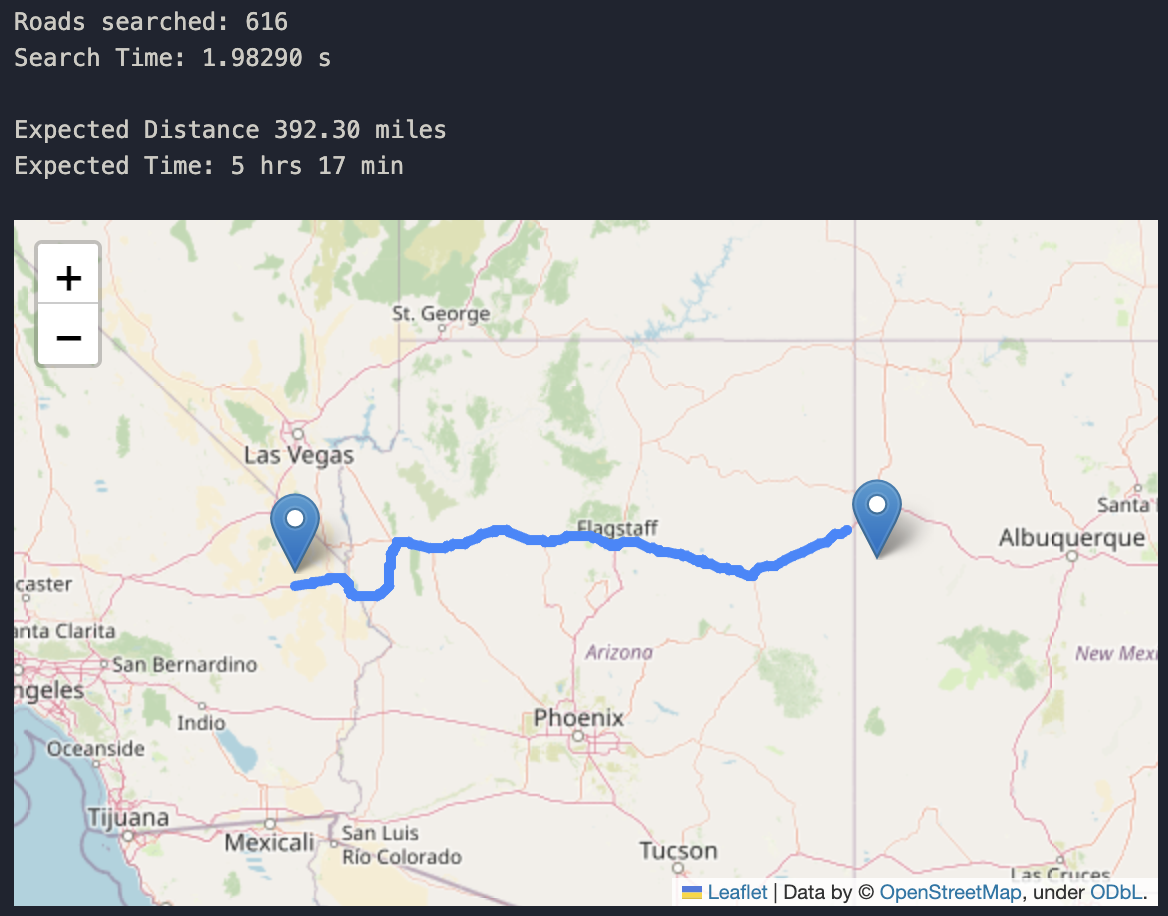 Roads searched: 616
Search Time: 1.98290 s
Expected Distance 392.30 miles
Expected Time: 5 hrs 17 min
+
−
St. George
Las Vegas
Flagstaff
Santa
Albuquerque
caster
anta Clarita
San Bernardino
Arizona
New Mexi
ngeles
Indio
Phoenix
Oceanside
Tijuana
Mexicali
San Luis
Río Colorado
Tucson
Las Cruces
Leaflet | Data by © OpenStreetMap, under ODbL.